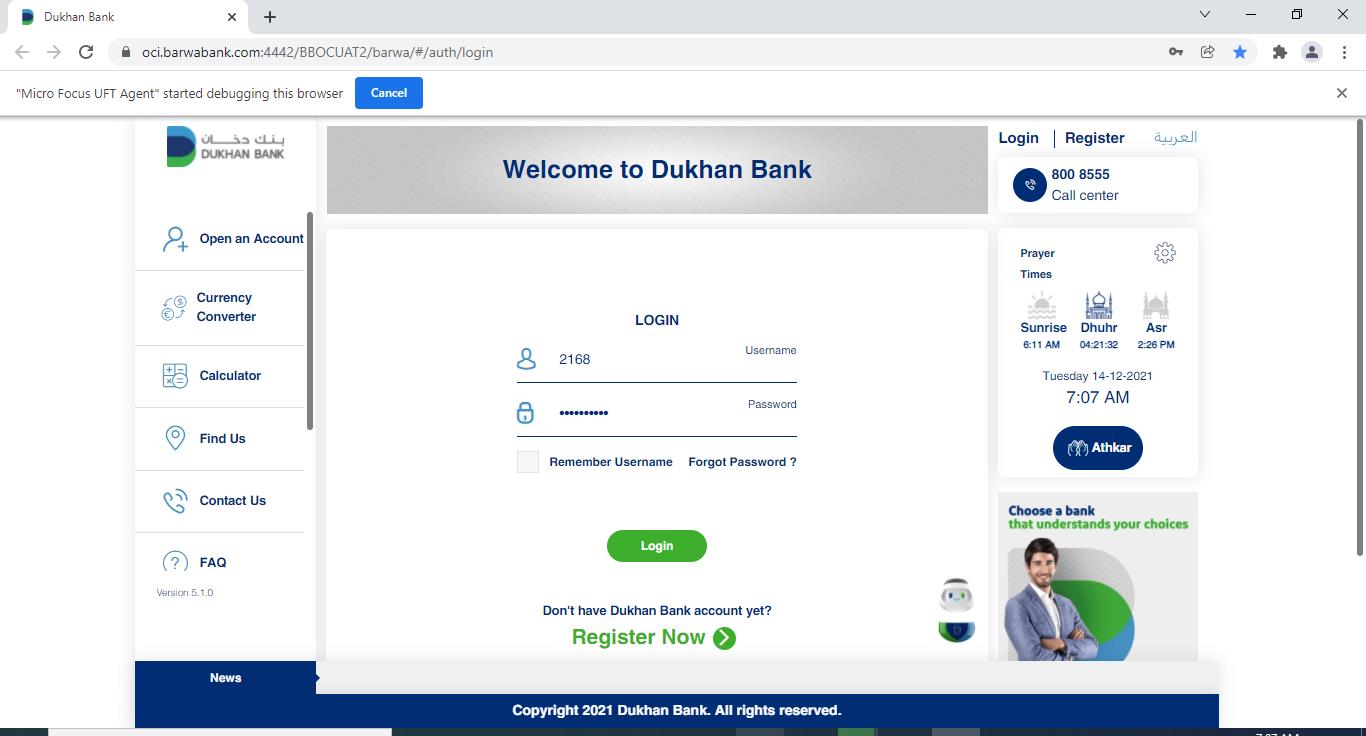 Dukhan Bank
oci.barwabank.com:4442/BBOCUAT2/barwa/#/auth/login
"Micro Focus UFT Agent" started debugging this browser
Cancel
بنك دخان
DUKHAN BANK
Open an Account
Currency
Converter
Calculator
Find Us
Contact Us
FAQ
Version 5.1.0
Welcome to Dukhan Bank
LOGIN
Username
2168
Password
••••••••••
Remember Username Forgot Password ?
Login
Don't have Dukhan Bank account yet?
Register Now
Login Register العربية
800 8555
Call center
Prayer
Times
Sunrise Dhuhr Asr
6:11 AM 04:21:32 2:26 PM
Tuesday 14-12-2021
7:07 AM
Athkar
Choose a bank
that understands your choices
News
Copyright 2021 Dukhan Bank. All rights reserved.